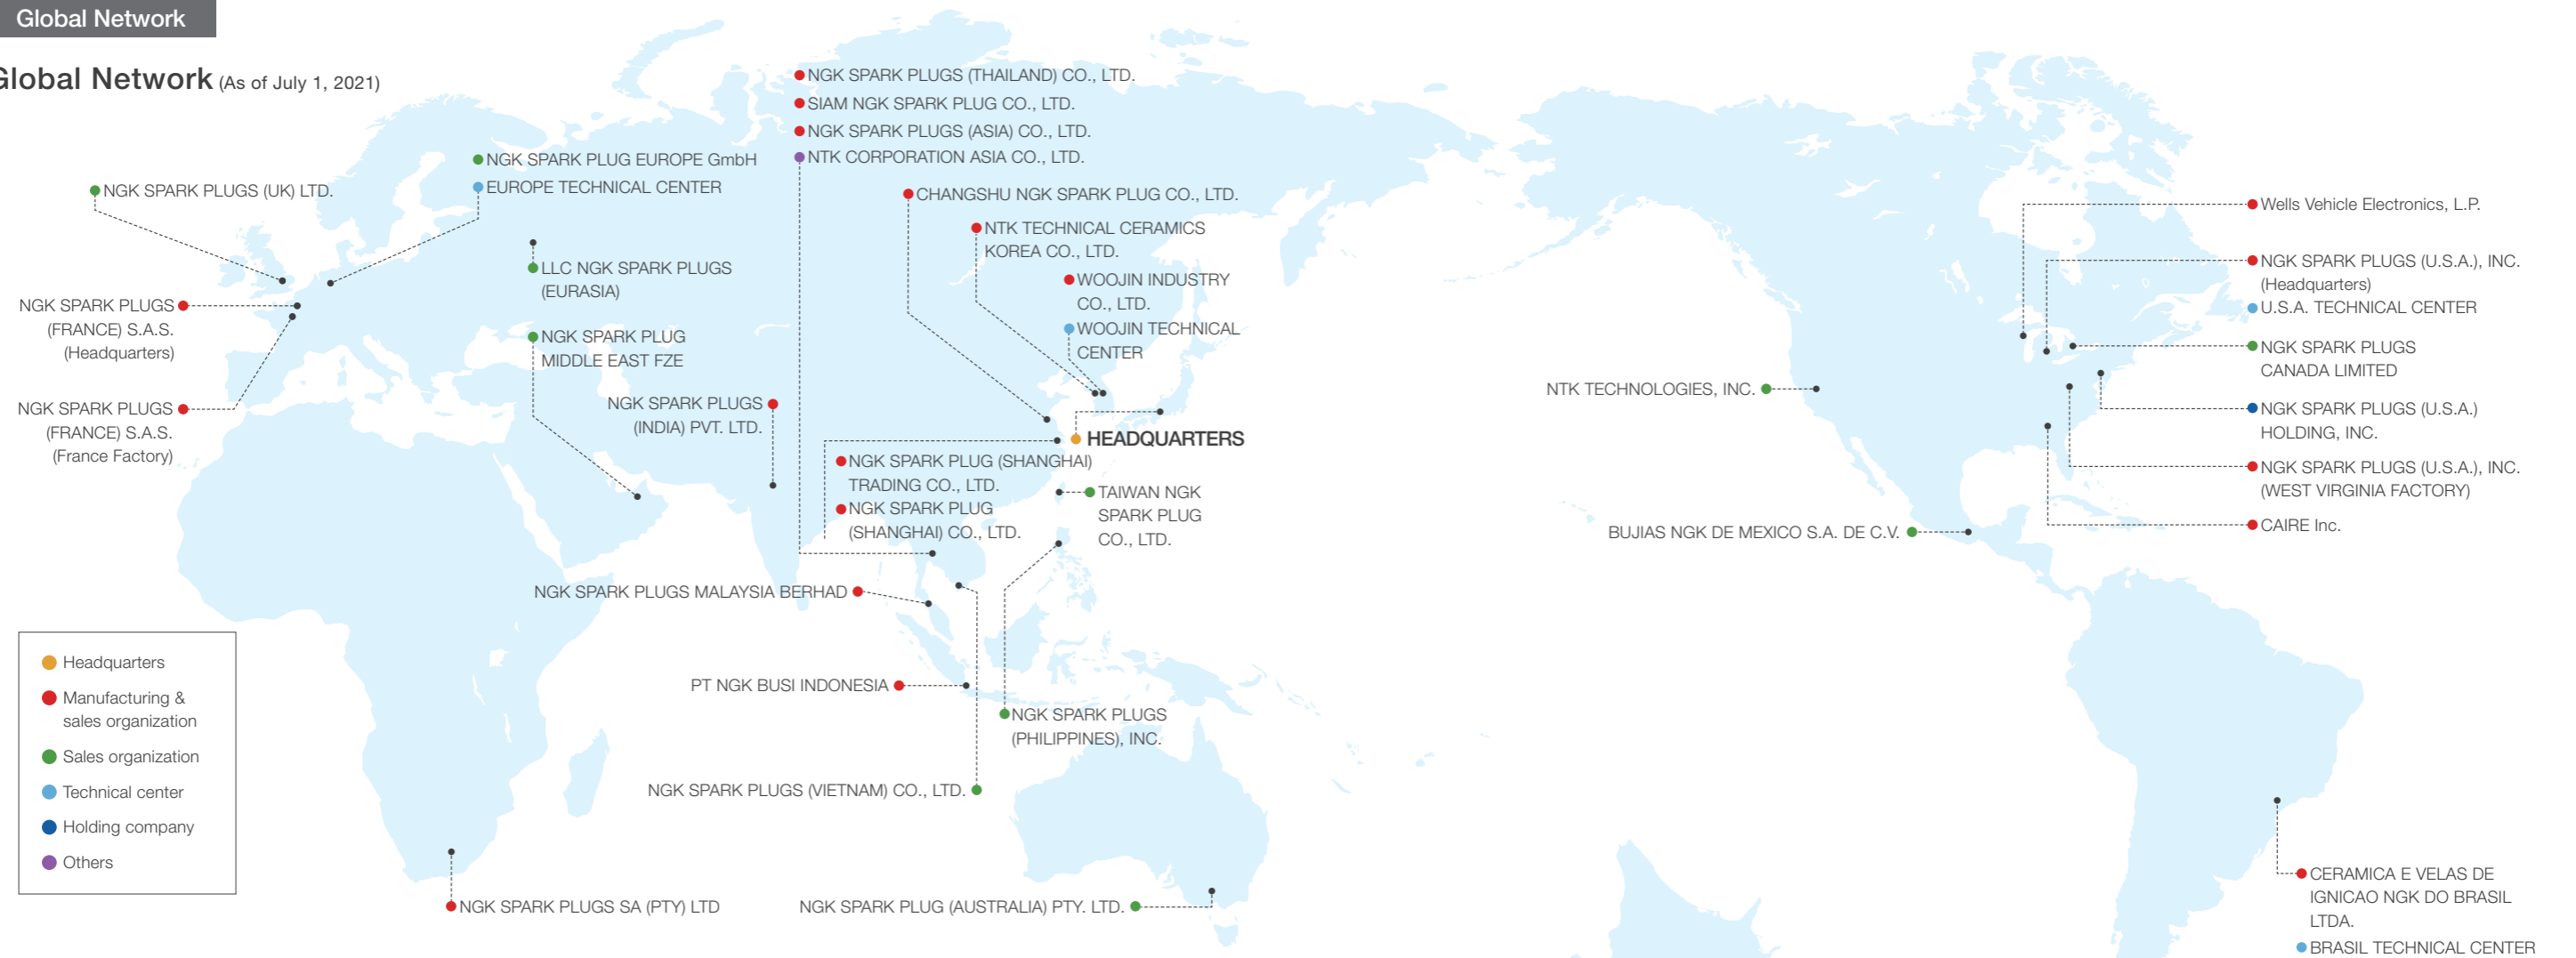 Global Network
Global Network (As of July 1, 2021)
NGK SPARK PLUGS (THAILAND) CO., LTD.
SIAM NGK SPARK PLUG CO., LTD.
NGK SPARK PLUGS (ASIA) CO., LTD.
NTK CORPORATION ASIA CO., LTD.
NGK SPARK PLUG EUROPE GmbH
EUROPE TECHNICAL CENTER
NGK SPARK PLUGS (UK) LTD.
CHANGSHU NGK SPARK PLUG CO., LTD.
NTK TECHNICAL CERAMICS
KOREA CO., LTD.
WOOJIN INDUSTRY
CO., LTD.
WOOJIN TECHNICAL
CENTER
LLC NGK SPARK PLUGS
(EURASIA)
NGK SPARK PLUGS
(FRANCE) S.A.S.
(Headquarters)
NGK SPARK PLUG
MIDDLE EAST FZE
NGK SPARK PLUGS
(FRANCE) S.A.S.
(France Factory)
NGK SPARK PLUGS
(INDIA) PVT. LTD.
HEADQUARTERS
NGK SPARK PLUG (SHANGHAI)
TRADING CO., LTD.
NGK SPARK PLUG
(SHANGHAI) CO., LTD.
TAIWAN NGK
SPARK PLUG
CO., LTD.
NGK SPARK PLUGS MALAYSIA BERHAD
PT NGK BUSI INDONESIA
NGK SPARK PLUGS
(PHILIPPINES), INC.
NGK SPARK PLUGS (VIETNAM) CO., LTD.
NGK SPARK PLUGS SA (PTY) LTD
NGK SPARK PLUG (AUSTRALIA) PTY. LTD.
Wells Vehicle Electronics, L.P.
NGK SPARK PLUGS (U.S.A.), INC.
(Headquarters)
U.S.A. TECHNICAL CENTER
NGK SPARK PLUGS
CANADA LIMITED
NTK TECHNOLOGIES, INC.
NGK SPARK PLUGS (U.S.A.)
HOLDING, INC.
NGK SPARK PLUGS (U.S.A.), INC.
(WEST VIRGINIA FACTORY)
CAIRE Inc.
BUJIAS NGK DE MEXICO S.A. DE C.V.
CERAMICA E VELAS DE
IGNICAO NGK DO BRASIL
LTDA.
BRASIL TECHNICAL CENTER
Headquarters
Manufacturing &
sales organization
Sales organization
Technical center
Holding company
Others